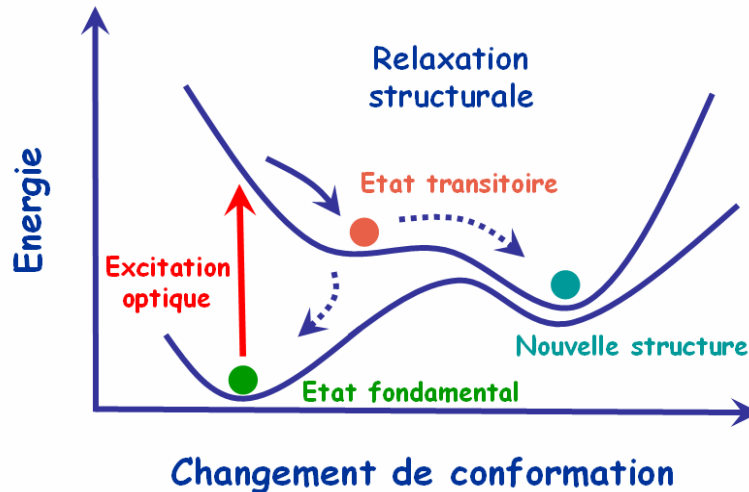 Relaxation
structurale
Etat transitoire
Energie
Excitation
optique
Nouvelle structure
Etat fondamental
Changement de conformation